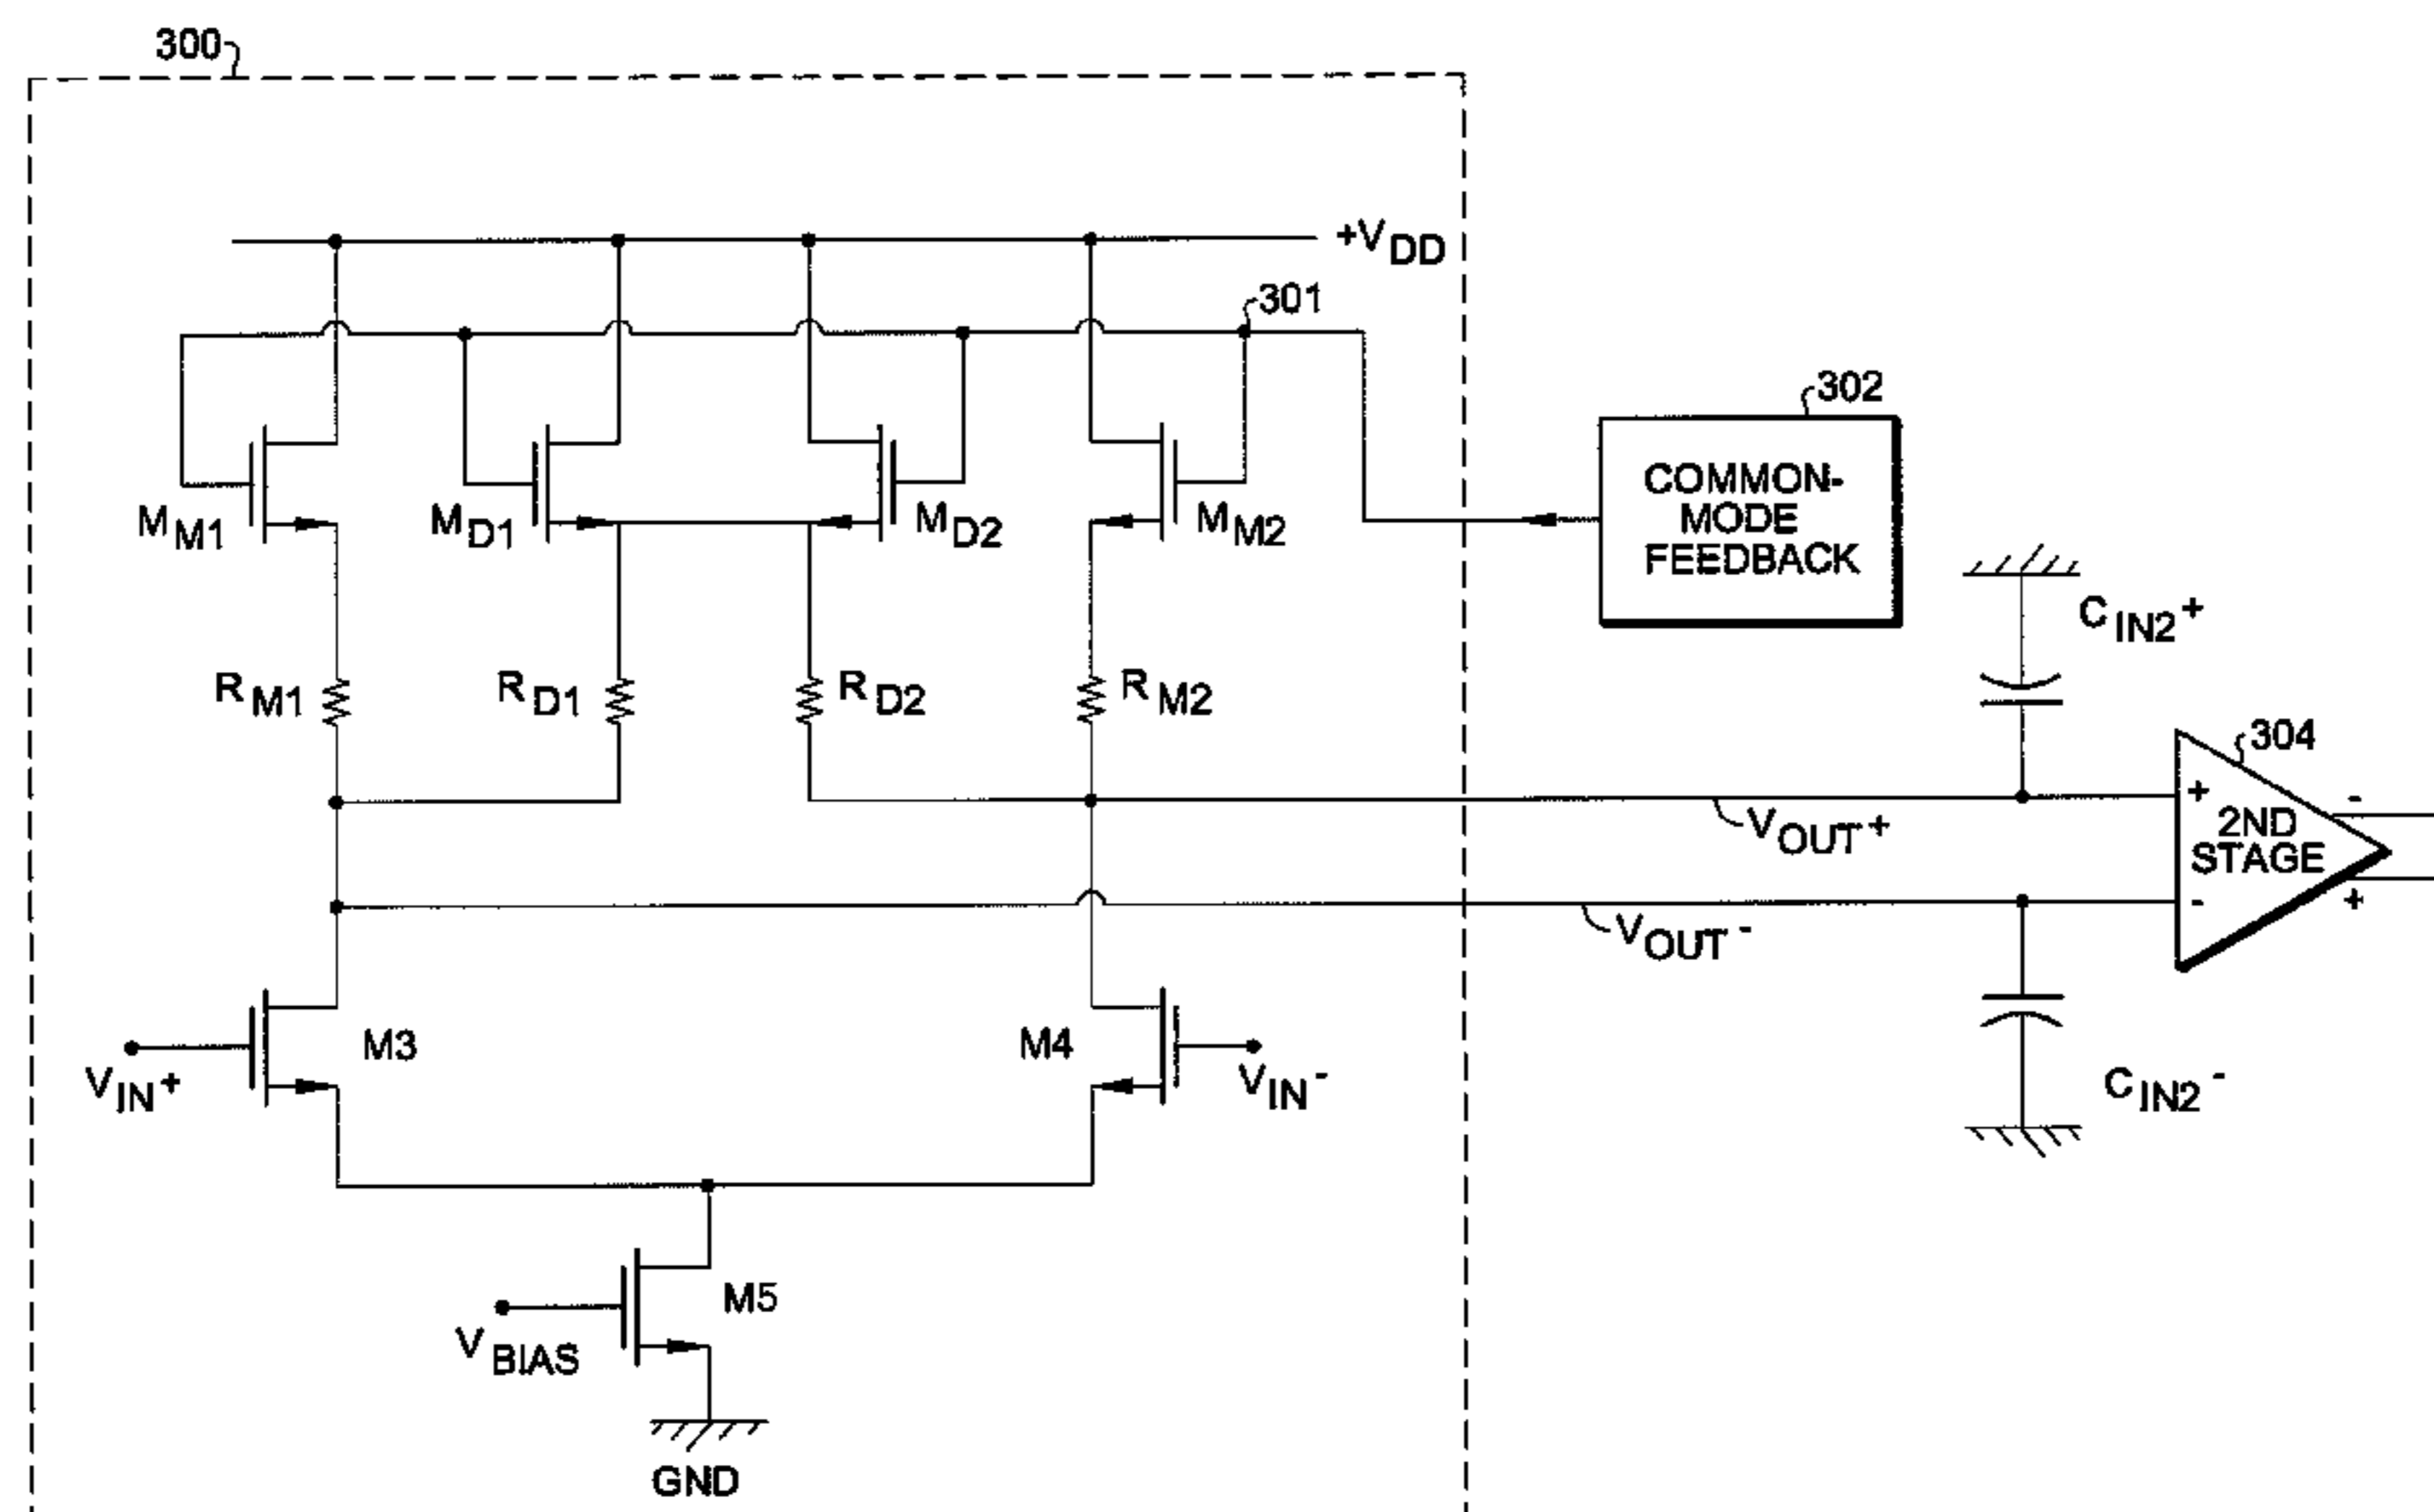 300
+VDD
301
302
COMMON-
MODE
FEEDBACK
MM1
MD1
MD2
MM2
CIN2+
RM1
RD1
RD2
RM2
304
+
-
2ND
STAGE
VOUT+
-
+
VOUT-
M3
M4
VIN+
VIN-
CIN2-
M5
VBIAS
GND